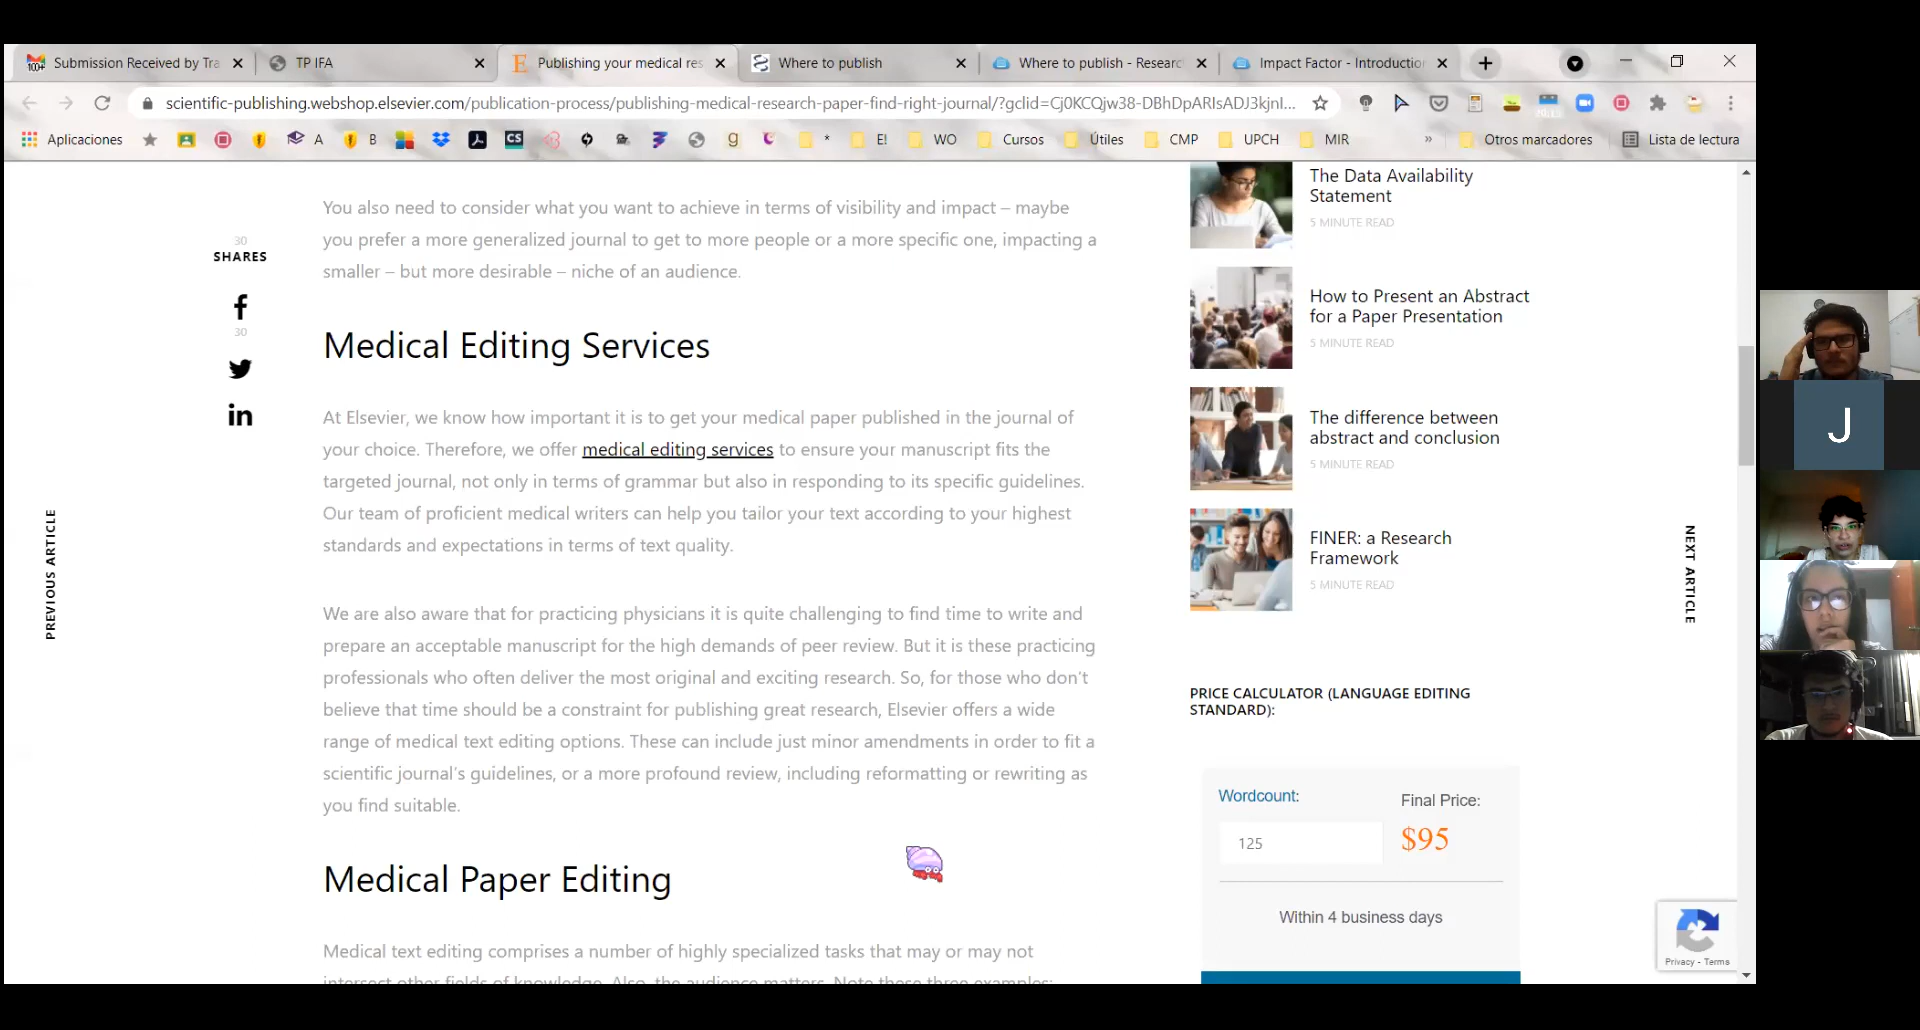 Submission Received by Tra
TP IFA
Publishing your medical res
Where to publish
Where to publish - Researc
Impact Factor - Introduction
scientific-publishing.webshop.elsevier.com/publication-process/publishing-medical-research-paper-find-right-journal/?gclid=Cj0KCQjw38-DBhDpARIsADJ3kjnI...
Aplicaciones
A
B
g
*
E!
WO
Cursos
Útiles
CMP
UPCH
MIR
»
Otros marcadores
Lista de lectura
You also need to consider what you want to achieve in terms of visibility and impact – maybe
you prefer a more generalized journal to get to more people or a more specific one, impacting a
smaller – but more desirable – niche of an audience.
30
SHARES
30
Medical Editing Services
At Elsevier, we know how important it is to get your medical paper published in the journal of
your choice. Therefore, we offer medical editing services to ensure your manuscript fits the
targeted journal, not only in terms of grammar but also in responding to its specific guidelines.
Our team of proficient medical writers can help you tailor your text according to your highest
standards and expectations in terms of text quality.
We are also aware that for practicing physicians it is quite challenging to find time to write and
prepare an acceptable manuscript for the high demands of peer review. But it is these practicing
professionals who often deliver the most original and exciting research. So, for those who don't
believe that time should be a constraint for publishing great research, Elsevier offers a wide
range of medical text editing options. These can include just minor amendments in order to fit a
scientific journal's guidelines, or a more profound review, including reformatting or rewriting as
you find suitable.
Medical Paper Editing
Medical text editing comprises a number of highly specialized tasks that may or may not
intersect other fields of knowledge. Also, the audience matters. Note these three examples:
PREVIOUS ARTICLE
The Data Availability
Statement
5 MINUTE READ
How to Present an Abstract
for a Paper Presentation
5 MINUTE READ
The difference between
abstract and conclusion
5 MINUTE READ
FINER: a Research
Framework
5 MINUTE READ
NEXT ARTICLE
PRICE CALCULATOR (LANGUAGE EDITING
STANDARD):
Wordcount:
125
Final Price:
$95
Within 4 business days
Privacy - Terms
J